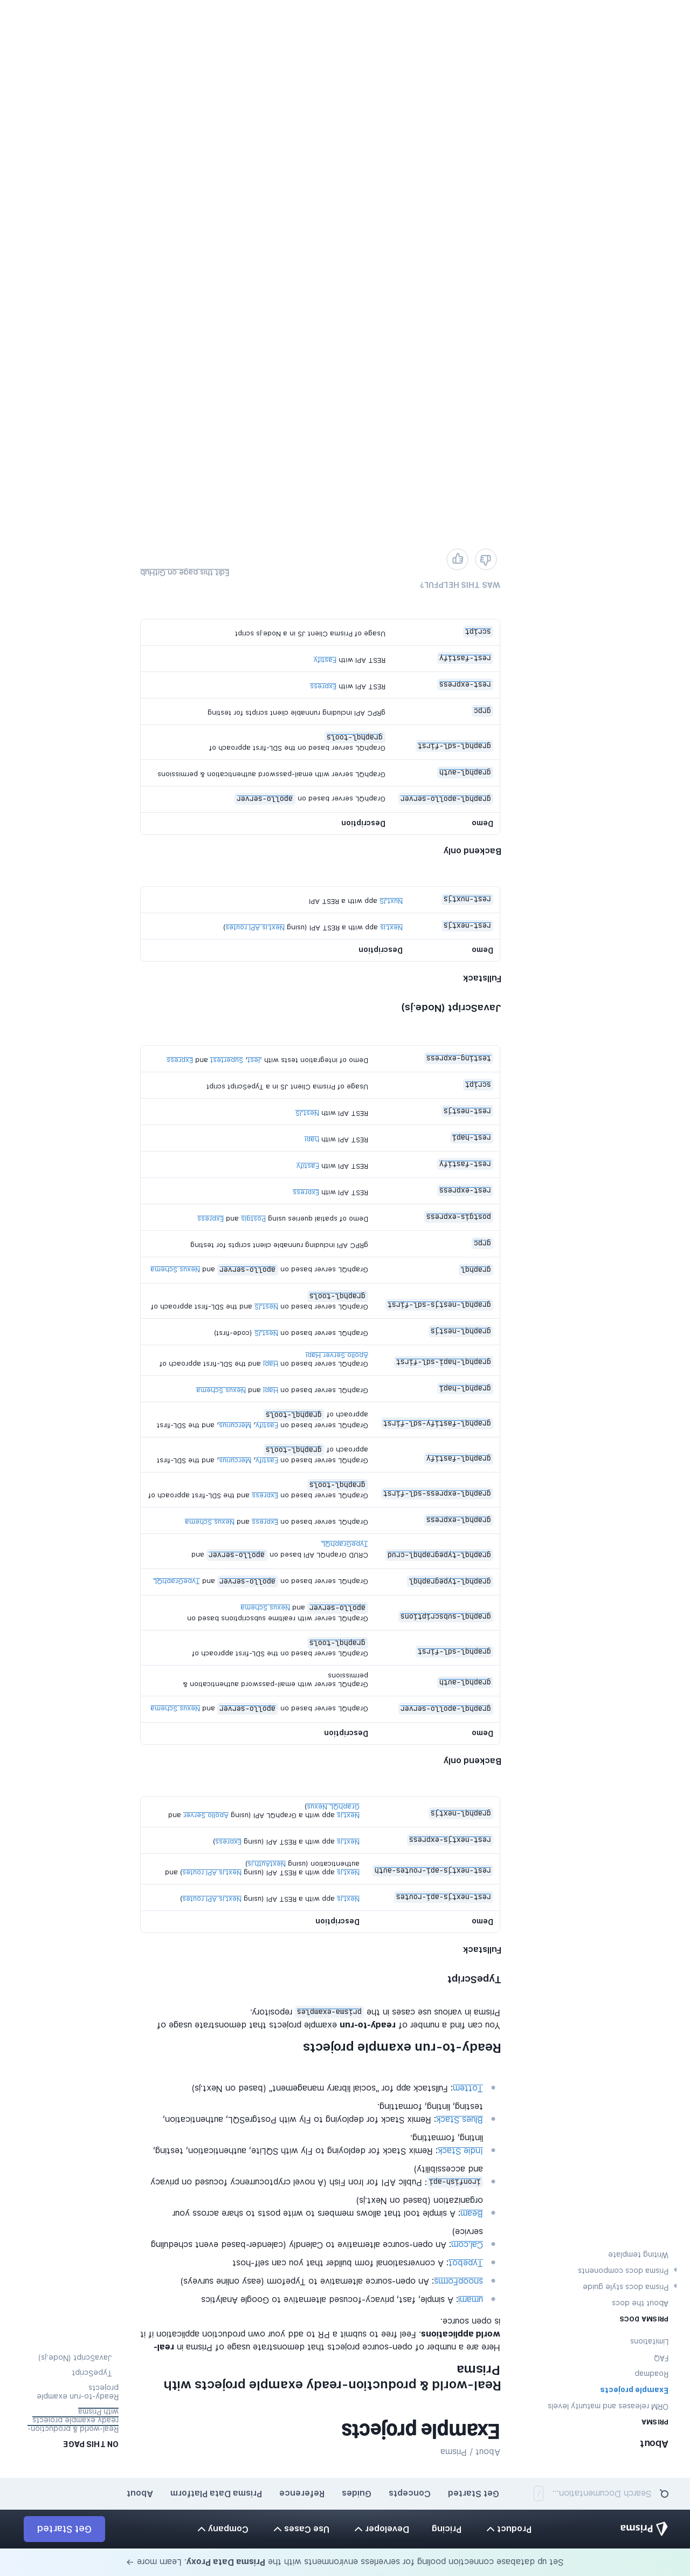 Set up database connection pooling for serverless environments with the Prisma Data Proxy. Learn more →
Prisma
Product
Pricing
Developer
Use Cases
Company
Get Started
Search Documentation...
/
Get Started
Concepts
Guides
Reference
Prisma Data Platform
About
About
PRISMA
ORM releases and maturity levels
Example projects
Roadmap
FAQ
Limitations
PRISMA DOCS
About the docs
Prisma docs style guide
Prisma docs components
Writing template
About / Prisma
Example projects
Real-world & production-ready example projects with
Prisma
Here are a number of open-source projects that demonstrate usage of Prisma in real-
world applications. Feel free to submit a PR to add your own production application if it
is open source.
umami: A simple, fast, privacy-focused alternative to Google Analytics
snoopForms: An open-source alternative to Typeform (easy online surveys)
Typebot: A conversational form builder that you can self-host
Cal.com: An open-source alternative to Calendly (calender-based event scheduling
service)
Beam: A simple tool that allows members to write posts to share across your
organization (based on Next.js)
ironfish-api: Public API for Iron Fish (A novel cryptocurrency focused on privacy
and accessiblity)
Indie Stack: Remix Stack for deploying to Fly with SQLite, authentication, testing,
linting, formatting.
Blues Stack: Remix Stack for deploying to Fly with PostgreSQL, authentication,
testing, linting, formatting.
Tottem: Fullstack app for "social library management" (based on Next.js)
Ready-to-run example projects
You can find a number of ready-to-run example projects that demonstrate usage of
Prisma in various use cases in the prisma-examples repository.
TypeScript
Fullstack
Demo Description
rest-nextjs-api-routes Next.js app with a REST API (using Next.js API routes)
rest-nextjs-api-routes-auth Next.js app with a REST API (using Next.js API routes) and
authentication (using NextAuth.js)
rest-nextjs-express Next.js app with a REST API (using Express)
graphql-nextjs Next.js app with a GraphQL API (using Apollo Server and
GraphQL Nexus)
Backend only
Demo Description
graphql-apollo-server GraphQL server based on apollo-server and Nexus Schema
graphql-auth GraphQL server with email-password authentication &
permissions
graphql-sdl-first GraphQL server based on the SDL-first approach of
graphql-tools
graphql-subscriptions GraphQL server with realtime subscriptions based on
apollo-server and Nexus Schema
graphql-typegraphql GraphQL server based on apollo-server and TypeGraphQL
graphql-typegraphql-crud CRUD GraphQL API based on apollo-server and
TypeGraphQL
graphql-express GraphQL server based on Express and Nexus Schema
graphql-express-sdl-first GraphQL server based on Express and the SDL-first approach of
graphql-tools
graphql-fastify GraphQL server based on Fastify, Mercurius, and the SDL-first
approach of graphql-tools
graphql-fastify-sdl-first GraphQL server based on Fastify, Mercurius, and the SDL-first
approach of graphql-tools
graphql-hapi GraphQL server based on Hapi and Nexus Schema
graphql-hapi-sdl-first GraphQL server based on Hapi and the SDL-first approach of
Apollo Server Hapi
graphql-nestjs GraphQL server based on NestJS (code-first)
graphql-nestjs-sdl-first GraphQL server based on NestJS and the SDL-first approach of
graphql-tools
graphql GraphQL server based on apollo-server and Nexus Schema
grpc gRPC API including runnable client scripts for testing
postgis-express Demo of spatial queries using Postgis and Express
rest-express REST API with Express
rest-fastify REST API with Fastify
rest-hapi REST API with hapi
rest-nestjs REST API with NestJS
script Usage of Prisma Client JS in a TypeScript script
testing-express Demo of integration tests with Jest, Supertest and Express
JavaScript (Node.js)
Fullstack
Demo Description
rest-nextjs Next.js app with a REST API (using Next.js API routes)
rest-nuxtjs NuxtJS app with a REST API
Backend only
Demo Description
graphql-apollo-server GraphQL server based on apollo-server
graphql-auth GraphQL server with email-password authentication & permissions
graphql-sdl-first GraphQL server based on the SDL-first approach of
graphql-tools
grpc gRPC API including runnable client scripts for testing
rest-express REST API with Express
rest-fastify REST API with Fastify
script Usage of Prisma Client JS in a Node.js script
WAS THIS HELPFUL?
Edit this page on GitHub
ON THIS PAGE
Real-world & production-
ready example projects
with Prisma
Ready-to-run example
projects
TypeScript
JavaScript (Node.js)